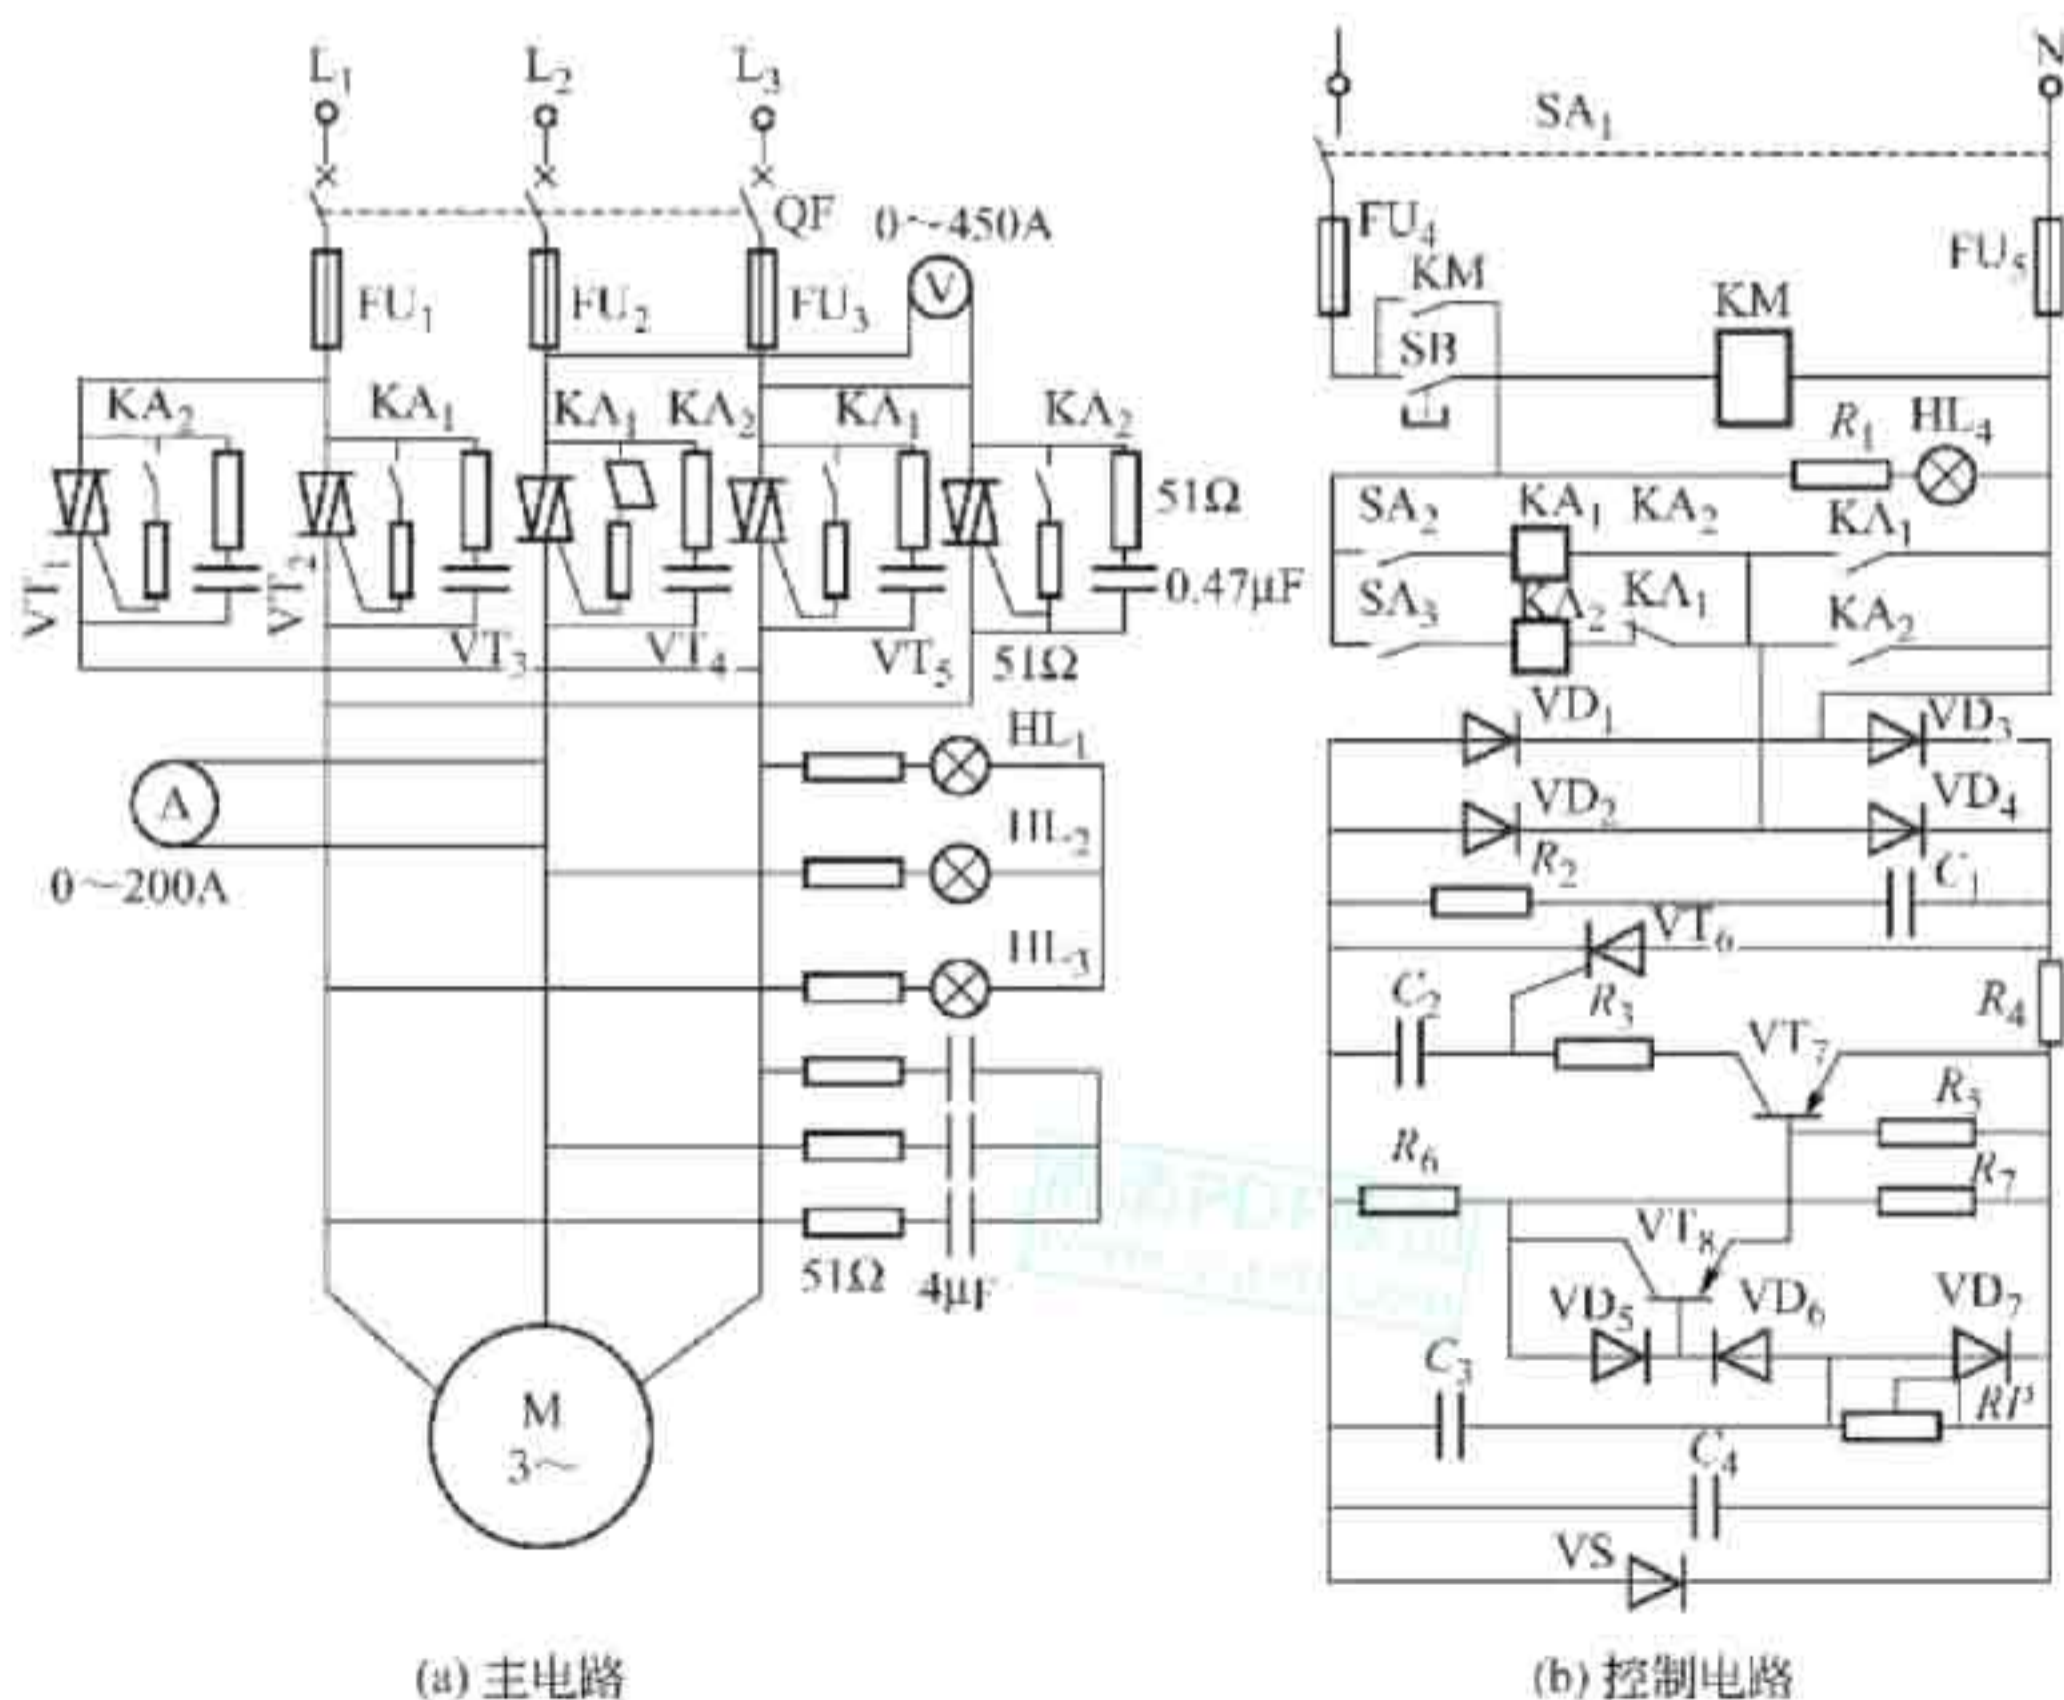 L₁
L₂
L₃
QF
0～450A
V
FU₁
FU₂
FU₃
KA₂
KA₁
KA₁
KA₂
KA₁
KA₂
51Ω
0.47μF
VT₁
VT₂
VT₃
VT₄
VT₅
51Ω
A
0～200A
HL₁
HL₂
HL₃
51Ω
4μF
M
3～
(a) 主电路
N
SA₁
FU₄
FU₅
KM
KM
SB
R₁
HL₄
SA₂
KA₁
KA₂
KA₁
SA₃
KA₂
KA₁
KA₂
VD₁
VD₃
VD₂
VD₄
R₂
C₁
VT₆
C₂
R₃
R₄
VT₇
R₅
R₆
R₇
VT₈
VD₅
VD₆
VD₇
C₃
RP
C₄
VS
(b) 控制电路